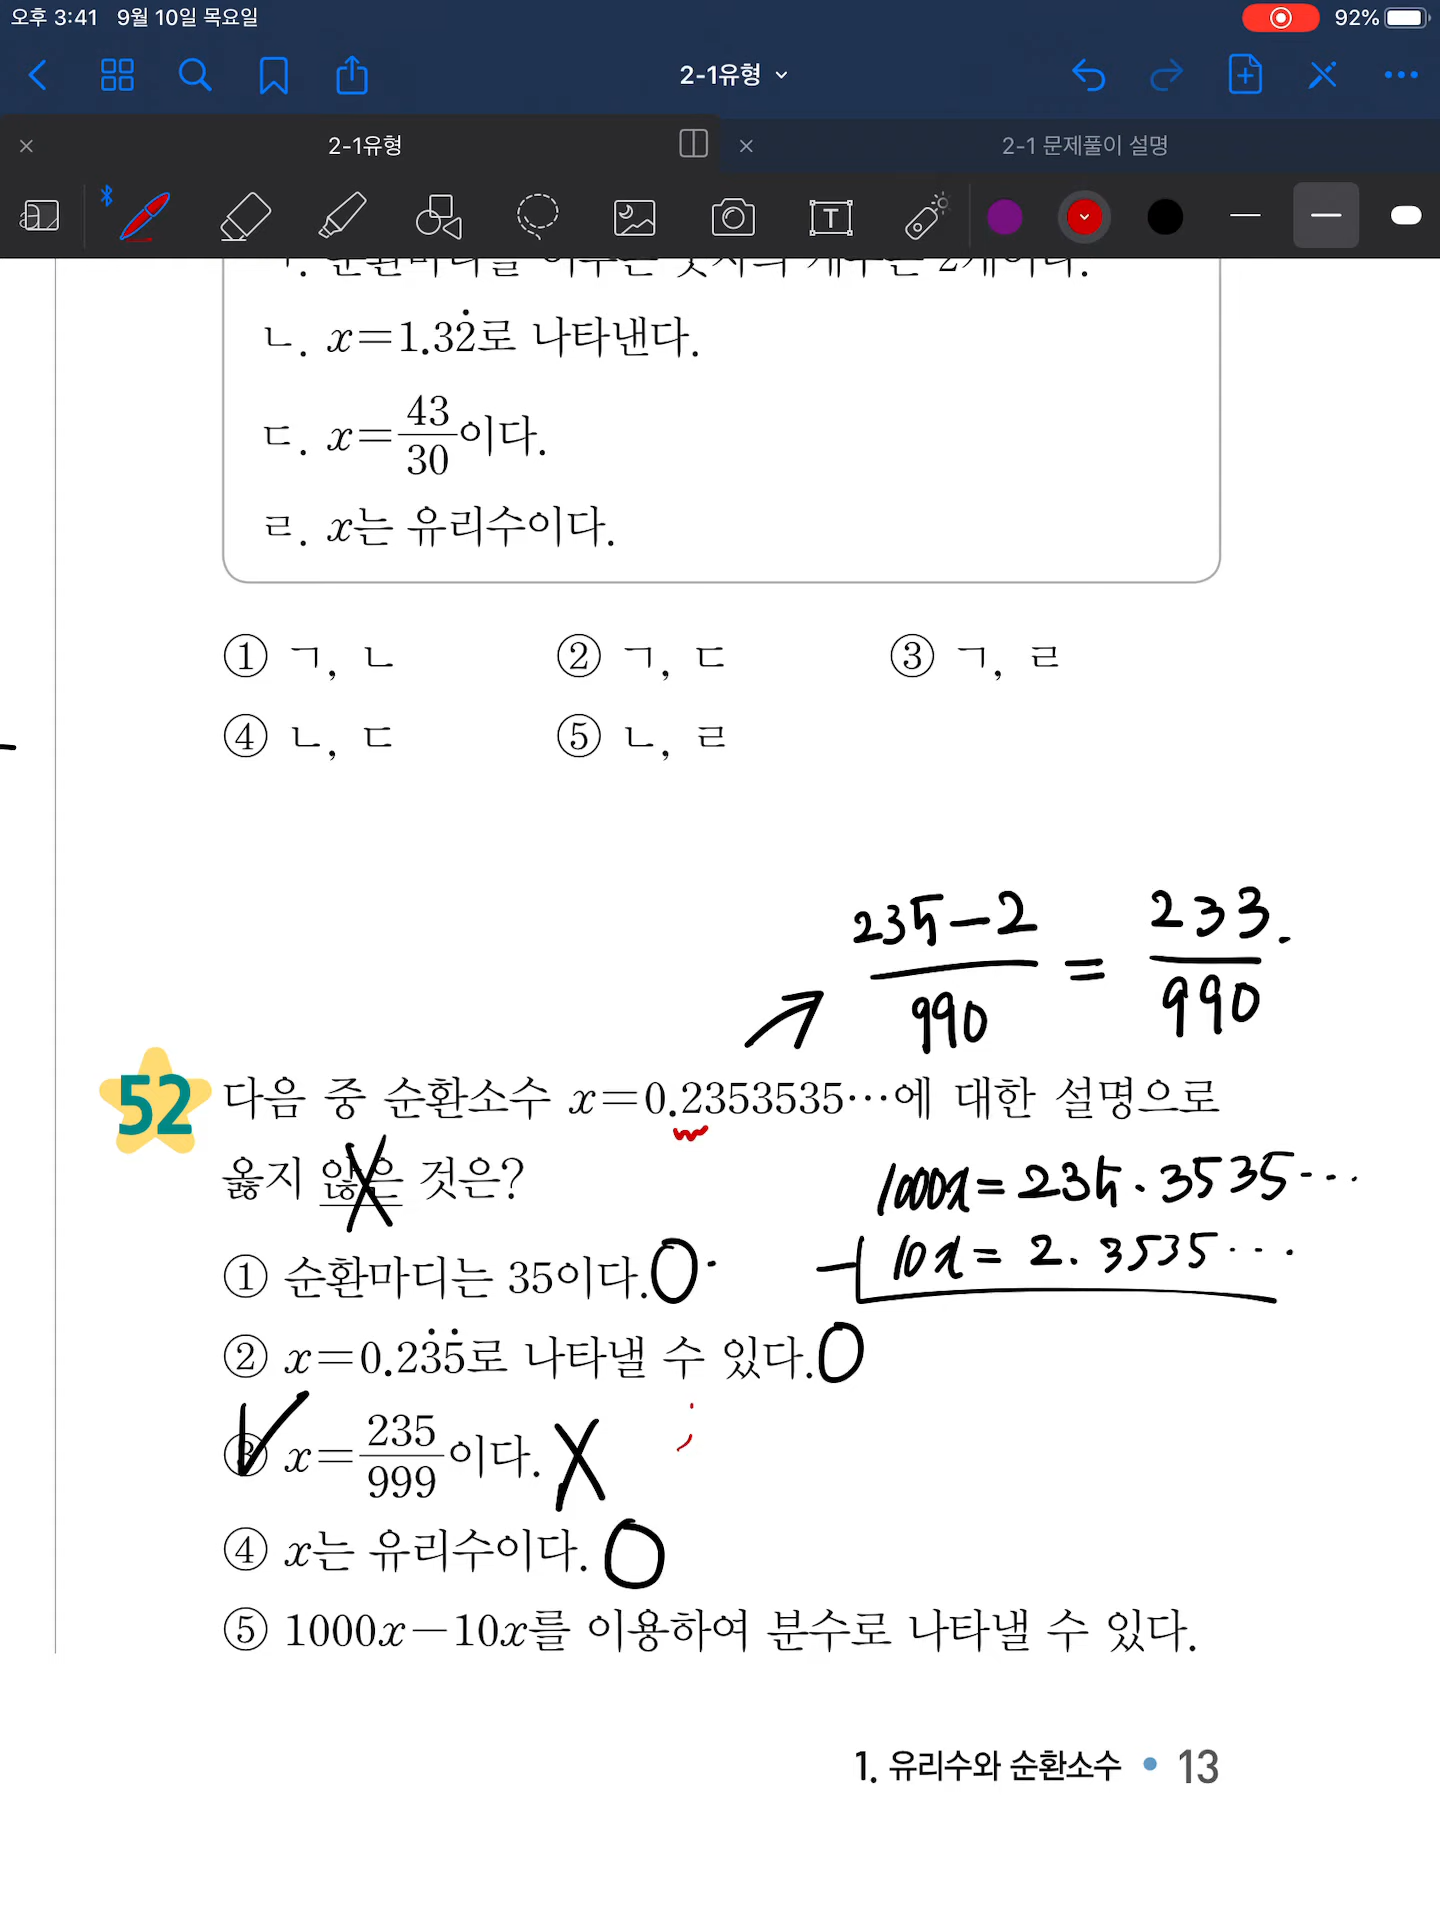 오후 3:41 9월 10일 목요일 92%
2-1유형
2-1유형 2-1 문제풀이 설명
ㄴ. x=1.32̇로 나타낸다.
ㄷ. x=43/30이다.
ㄹ. x는 유리수이다.
① ㄱ, ㄴ ② ㄱ, ㄷ ③ ㄱ, ㄹ
④ ㄴ, ㄷ ⑤ ㄴ, ㄹ
235-2/990 = 233/990.
52 다음 중 순환소수 x=0.2353535…에 대한 설명으로
옳지 않은 것은?
1000x=235.3535…
10x=2.3535…
① 순환마디는 35이다. O
② x=0.23̇5̇로 나타낼 수 있다. O
③ x=235/999이다. X
④ x는 유리수이다. O
⑤ 1000x-10x를 이용하여 분수로 나타낼 수 있다.
1. 유리수와 순환소수 • 13